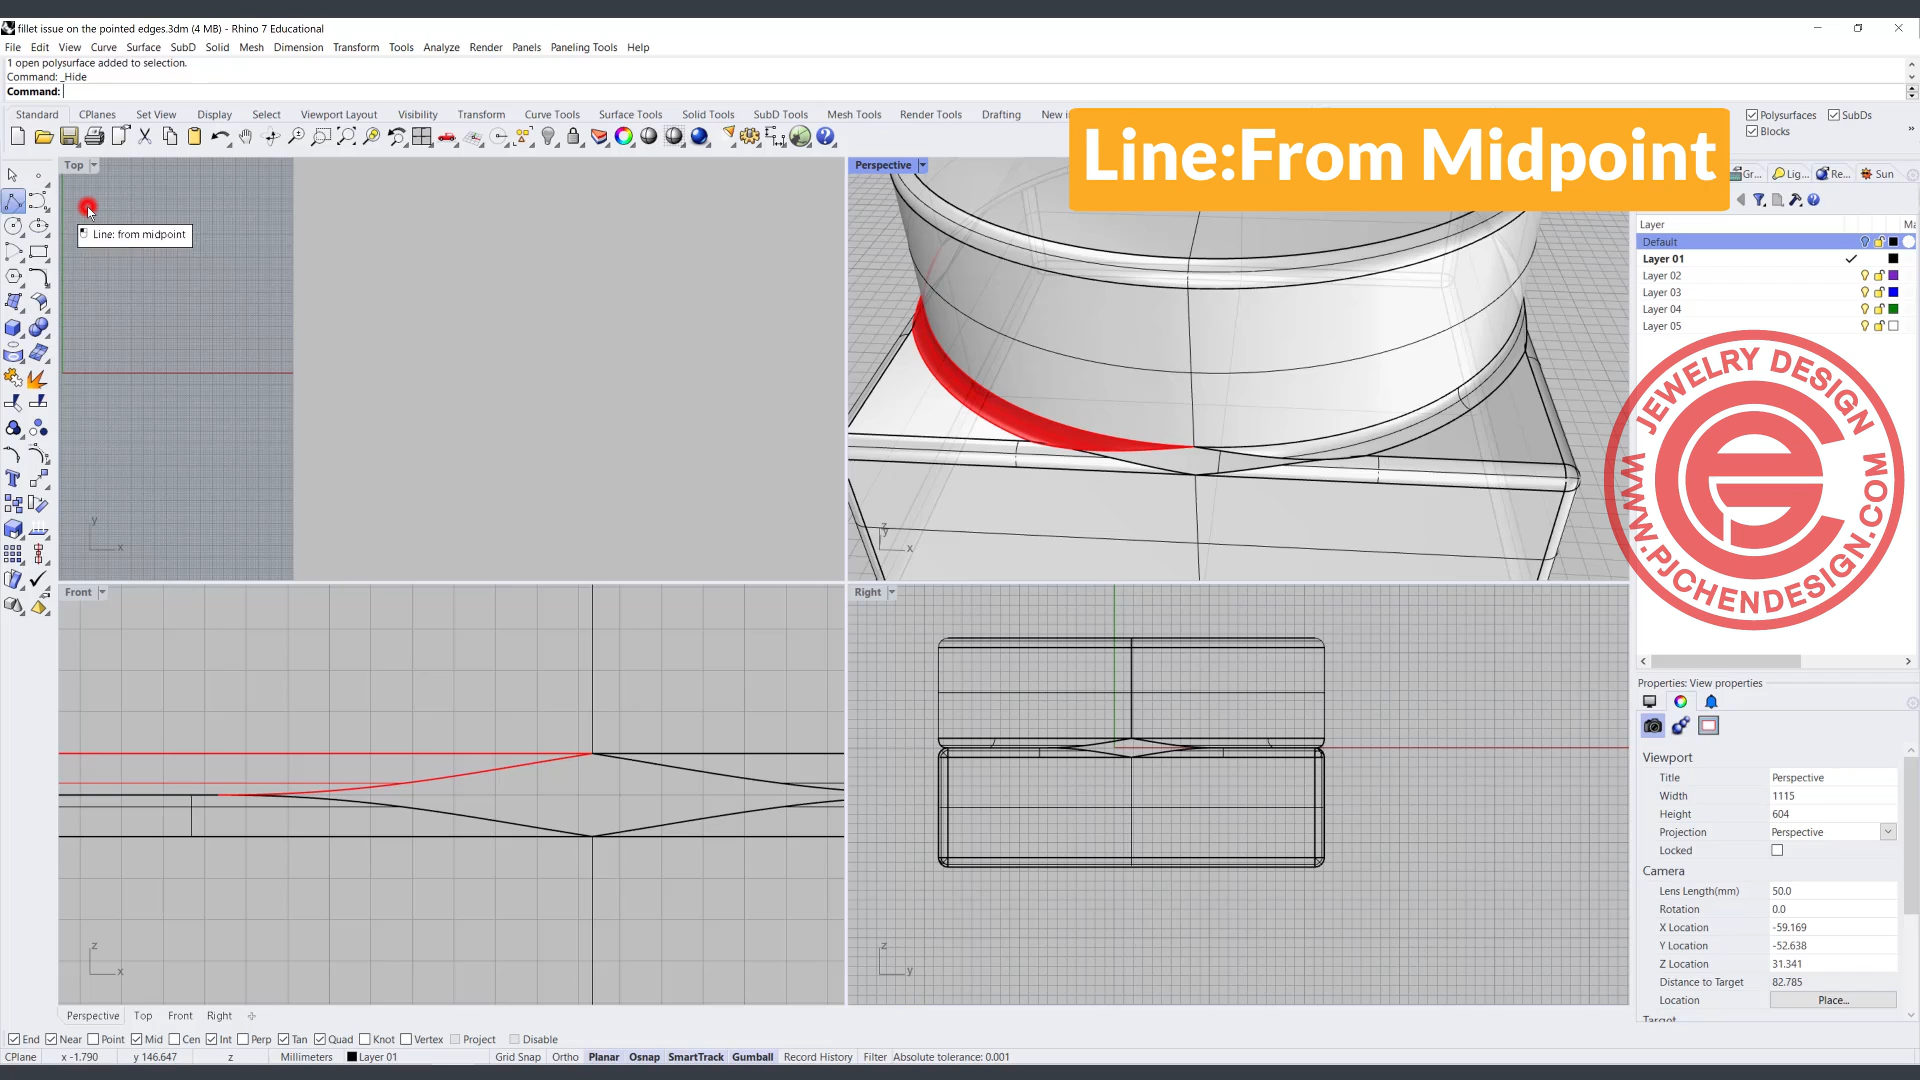 fillet issue on the pointed edges.3dm (4 MB) - Rhino 7 Educational
File Edit View Curve Surface SubD Solid Mesh Dimension Transform Tools Analyze Render Panels Paneling Tools Help
1 open polysurface added to selection.
Command: _Hide
Command:
Standard CPlanes Set View Display Select Viewport Layout Visibility Transform Curve Tools Surface Tools Solid Tools SubD Tools Mesh Tools Render Tools Drafting New in
Line:From Midpoint
Polysurfaces SubDs
Blocks
Top
Line: from midpoint
Perspective
Gr... Lig... Re... Sun
Layer Ma
Default
Layer 01
Layer 02
Layer 03
Layer 04
Layer 05
JEWELRY DESIGN
WWW.PJCHENDESIGN.COM
y
x
z
y
x
Front
Right
z
x
z
y
Properties: View properties
Viewport
Title Perspective
Width 1115
Height 604
Projection Perspective
Locked
Camera
Lens Length(mm) 50.0
Rotation 0.0
X Location -59.169
Y Location -52.638
Z Location 31.341
Distance to Target 82.785
Location Place...
Target
Perspective Top Front Right
End Near Point Mid Cen Int Perp Tan Quad Knot Vertex Project Disable
CPlane x -1.790 y 146.647 z Millimeters Layer 01 Grid Snap Ortho Planar Osnap SmartTrack Gumball Record History Filter Absolute tolerance: 0.001